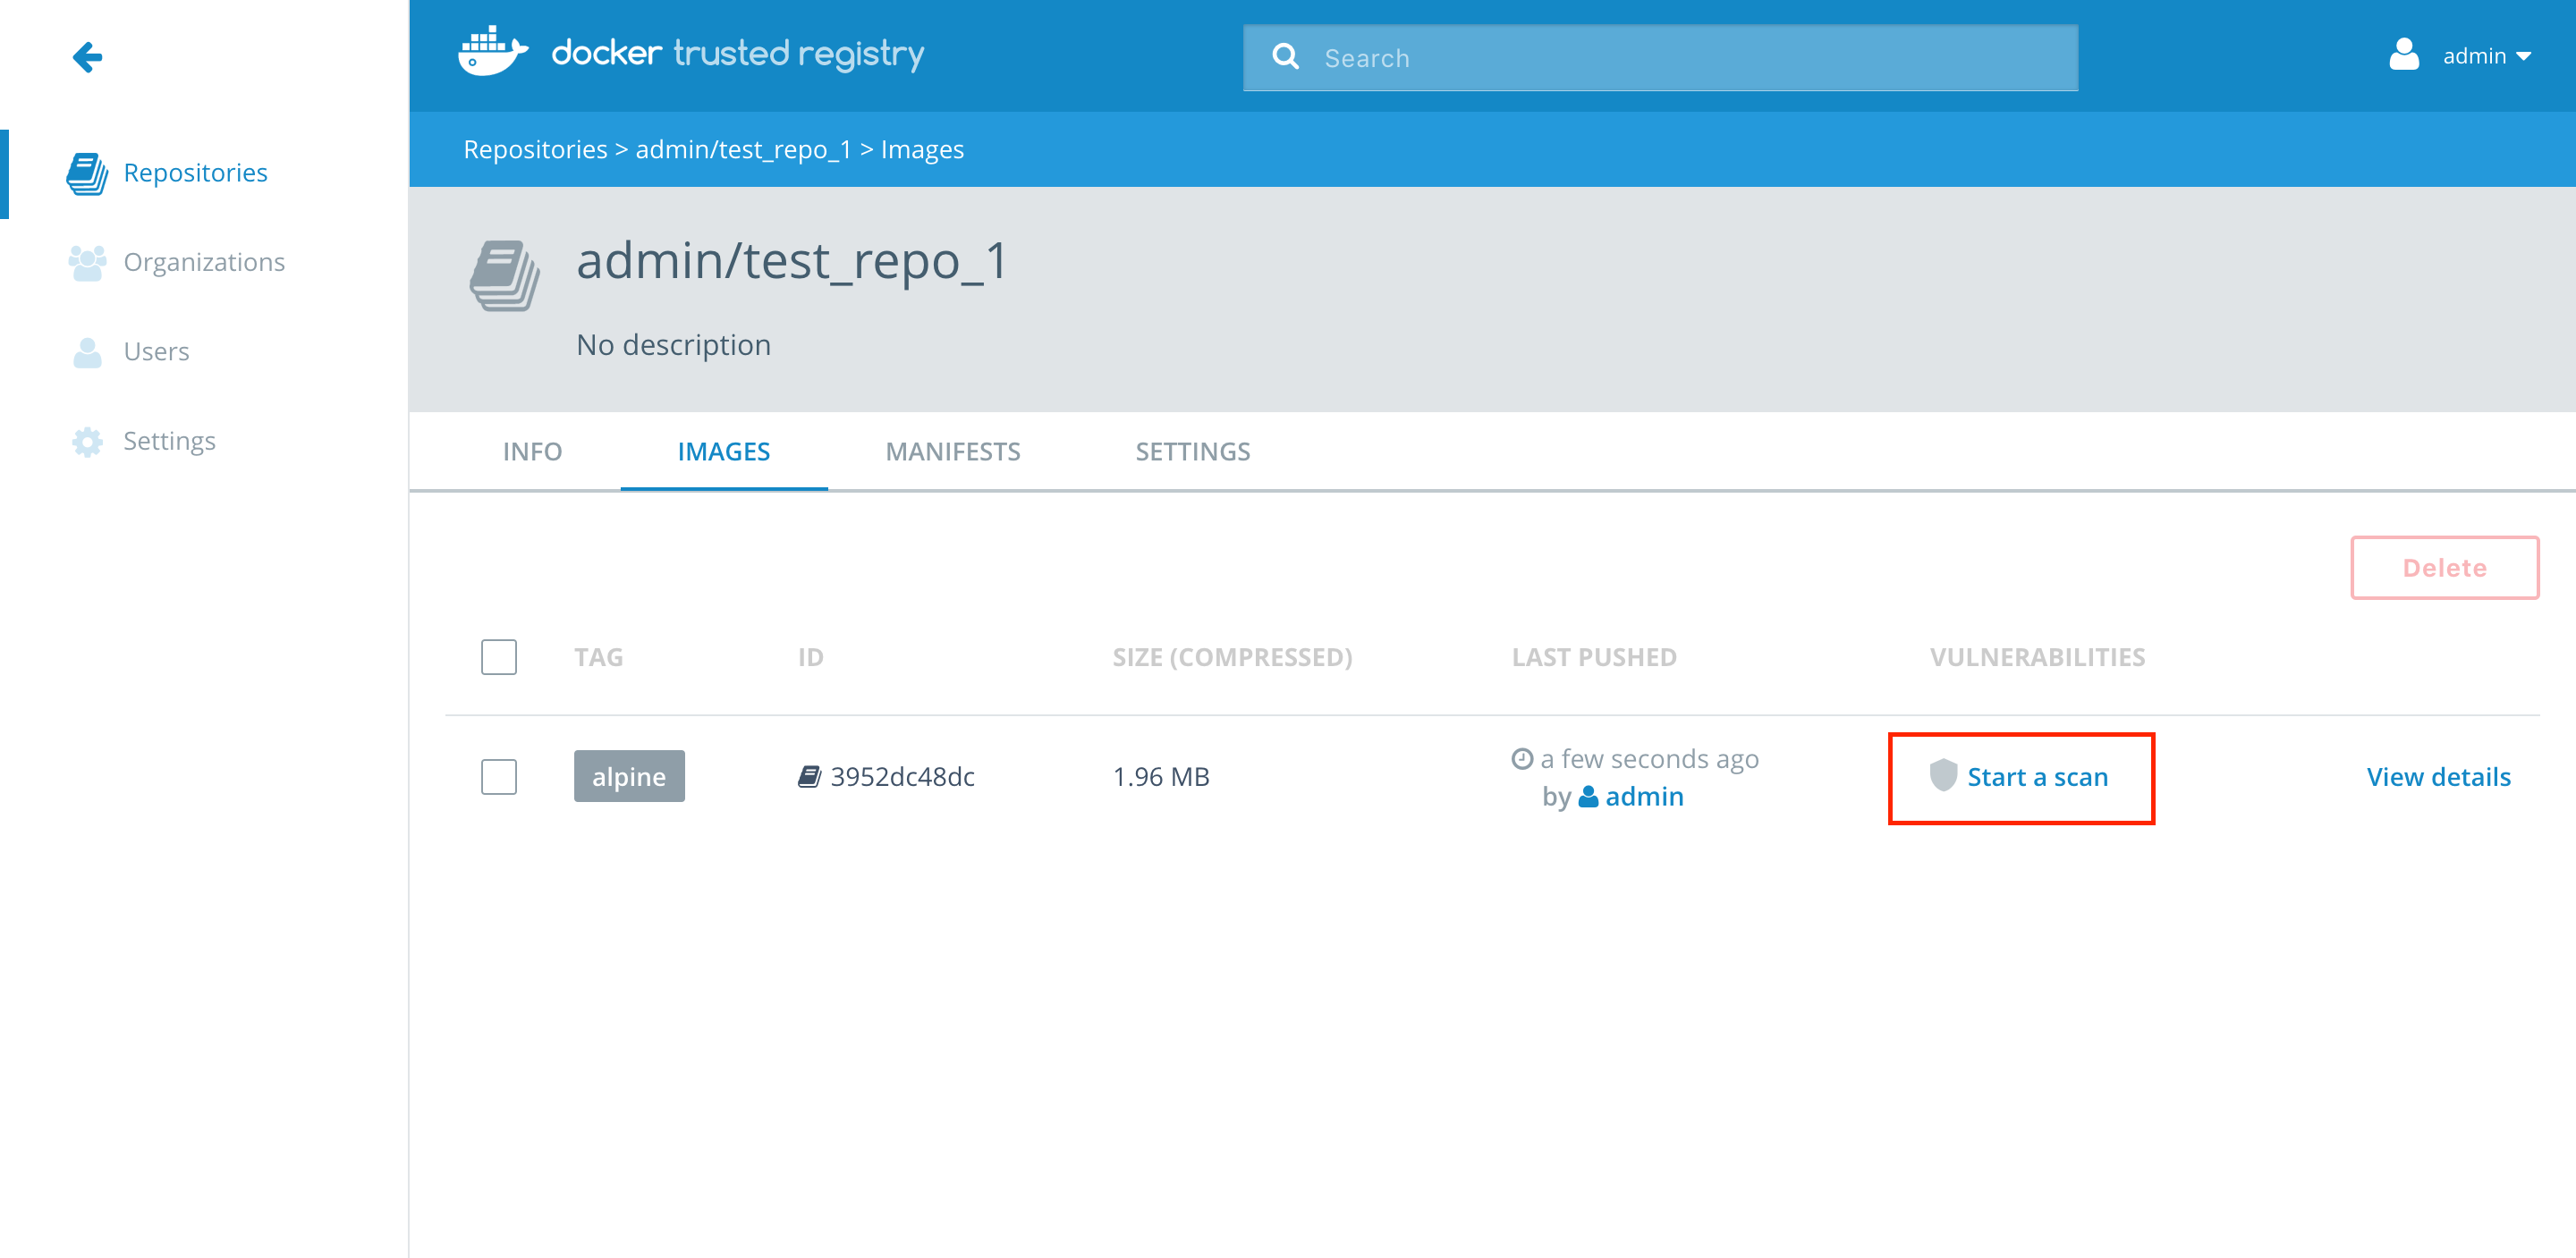 docker trusted registry
Search
admin
Repositories > admin/test_repo_1 > Images
Repositories
Organizations
Users
Settings
admin/test_repo_1
No description
INFO IMAGES MANIFESTS SETTINGS
Delete
TAG ID SIZE (COMPRESSED) LAST PUSHED VULNERABILITIES
alpine 3952dc48dc 1.96 MB a few seconds ago Start a scan View details
by admin